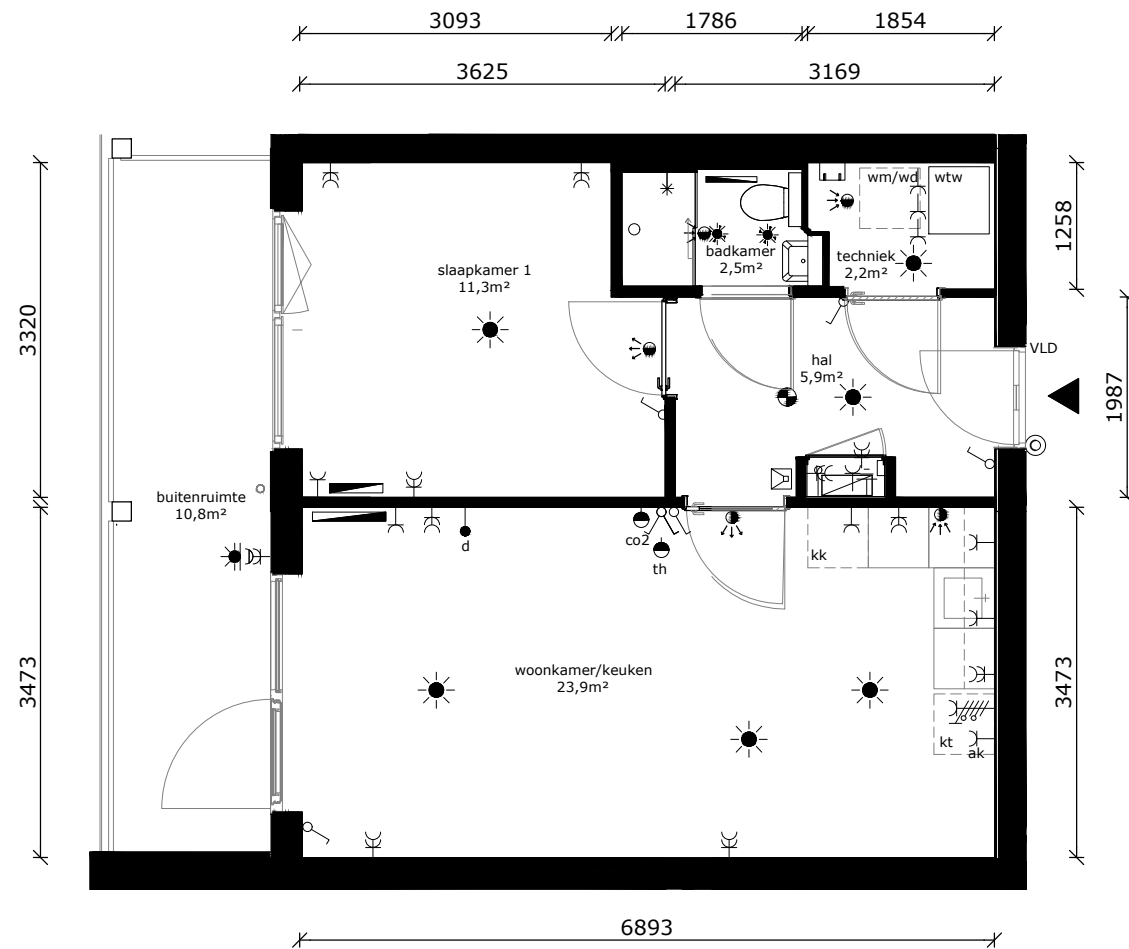 3093
1786
1854
3625
3169
wm/wd
wtw
1258
badkamer
2,5m²
techniek
2,2m²
slaapkamer 1
11,3m²
3320
VLD
hal
5,9m²
1987
buitenruimte
10,8m²
d
co2
th
kk
3473
woonkamer/keuken
23,9m²
3473
kt
ak
6893